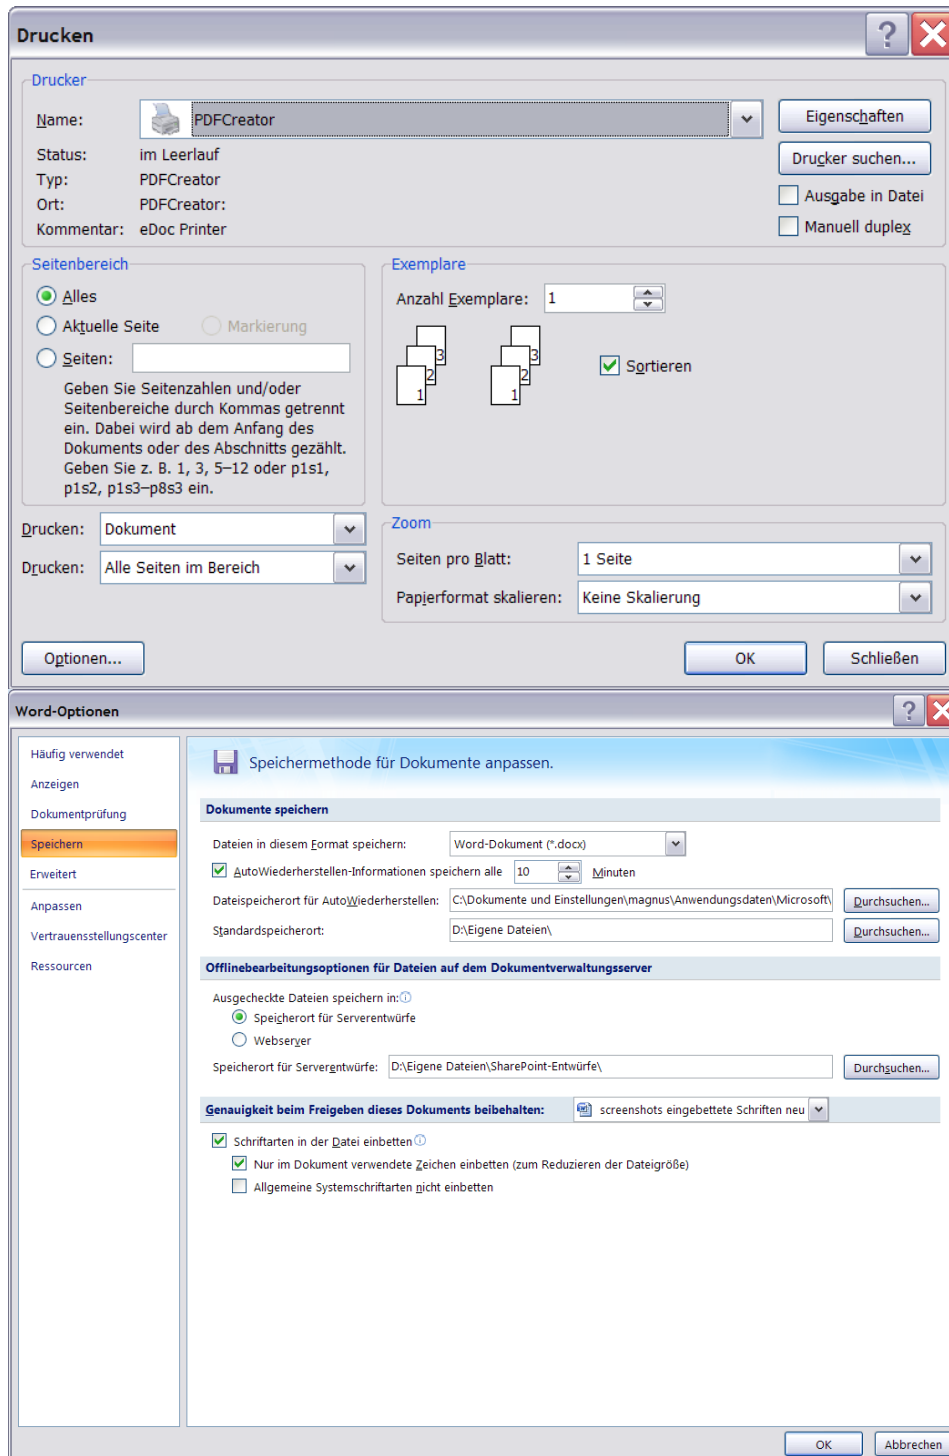 Drucken
Drucker
Name: PDFCreator
Eigenschaften
Status: im Leerlauf
Drucker suchen...
Typ: PDFCreator
Ort: PDFCreator:
Ausgabe in Datei
Kommentar: eDoc Printer
Manuell duplex
Seitenbereich
Alles
Aktuelle Seite Markierung
Seiten:
Geben Sie Seitenzahlen und/oder
Seitenbereiche durch Kommas getrennt
ein. Dabei wird ab dem Anfang des
Dokuments oder des Abschnitts gezählt.
Geben Sie z. B. 1, 3, 5–12 oder p1s1,
p1s2, p1s3–p8s3 ein.
Exemplare
Anzahl Exemplare: 1
3 3
2 2
1 1
Sortieren
Drucken: Dokument
Drucken: Alle Seiten im Bereich
Zoom
Seiten pro Blatt: 1 Seite
Papierformat skalieren: Keine Skalierung
Optionen... OK Schließen
Word-Optionen
Häufig verwendet
Anzeigen
Dokumentprüfung
Speichern
Erweitert
Anpassen
Vertrauensstellungscenter
Ressourcen
Speichermethode für Dokumente anpassen.
Dokumente speichern
Dateien in diesem Format speichern: Word-Dokument (*.docx)
AutoWiederherstellen-Informationen speichern alle 10 Minuten
Dateispeicherort für AutoWiederherstellen: C:\Dokumente und Einstellungen\magnus\Anwendungsdaten\Microsoft\ Durchsuchen...
Standardspeicherort: D:\Eigene Dateien\ Durchsuchen...
Offlinebearbeitungsoptionen für Dateien auf dem Dokumentverwaltungsserver
Ausgecheckte Dateien speichern in:
Speicherort für Serverentwürfe
Webserver
Speicherort für Serverentwürfe: D:\Eigene Dateien\SharePoint-Entwürfe\ Durchsuchen...
Genauigkeit beim Freigeben dieses Dokuments beibehalten: screenshots eingebettete Schriften neu
Schriftarten in der Datei einbetten
Nur im Dokument verwendete Zeichen einbetten (zum Reduzieren der Dateigröße)
Allgemeine Systemschriftarten nicht einbetten
OK Abbrechen